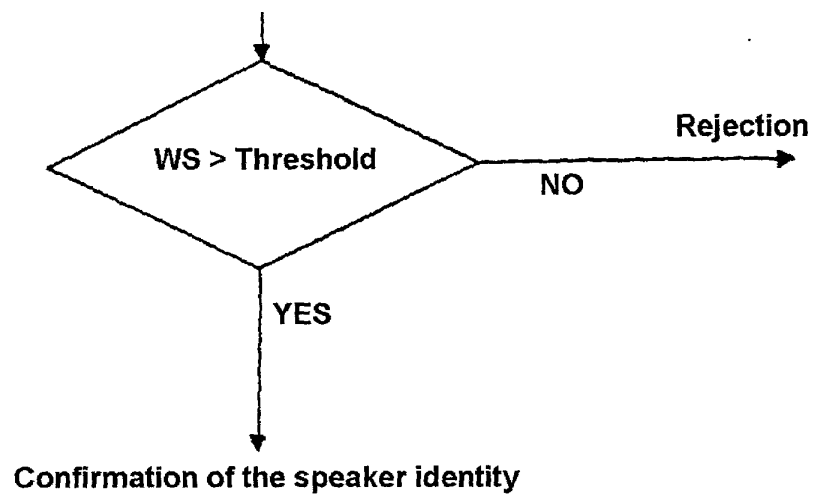 Rejection
WS > Threshold
NO
YES
Confirmation of the speaker identity